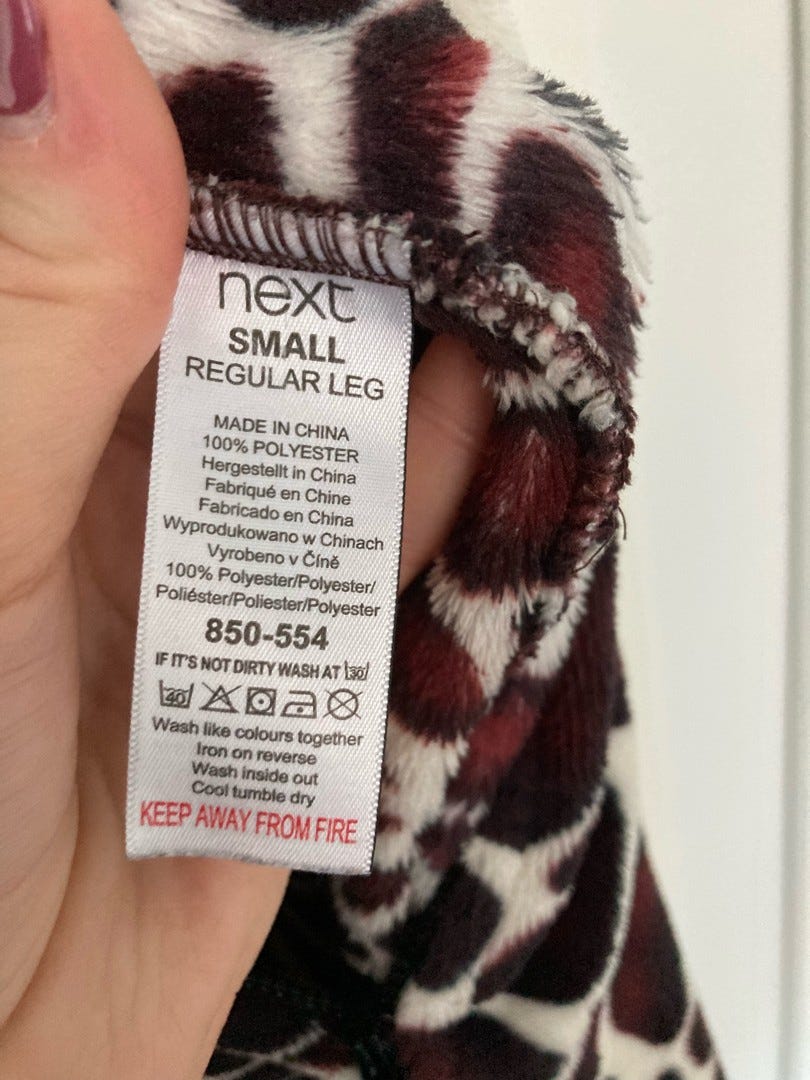 next
SMALL
REGULAR LEG
MADE IN CHINA
100% POLYESTER
Hergestellt in China
Fabriqué en Chine
Fabricado en China
Wyprodukowano w Chinach
Vyrobeno v Číně
100% Polyester/Polyester/
Poliéster/Poliester/Polyester
850-554
IF IT'S NOT DIRTY WASH AT 30
40
Wash like colours together
Iron on reverse
Wash inside out
Cool tumble dry
KEEP AWAY FROM FIRE